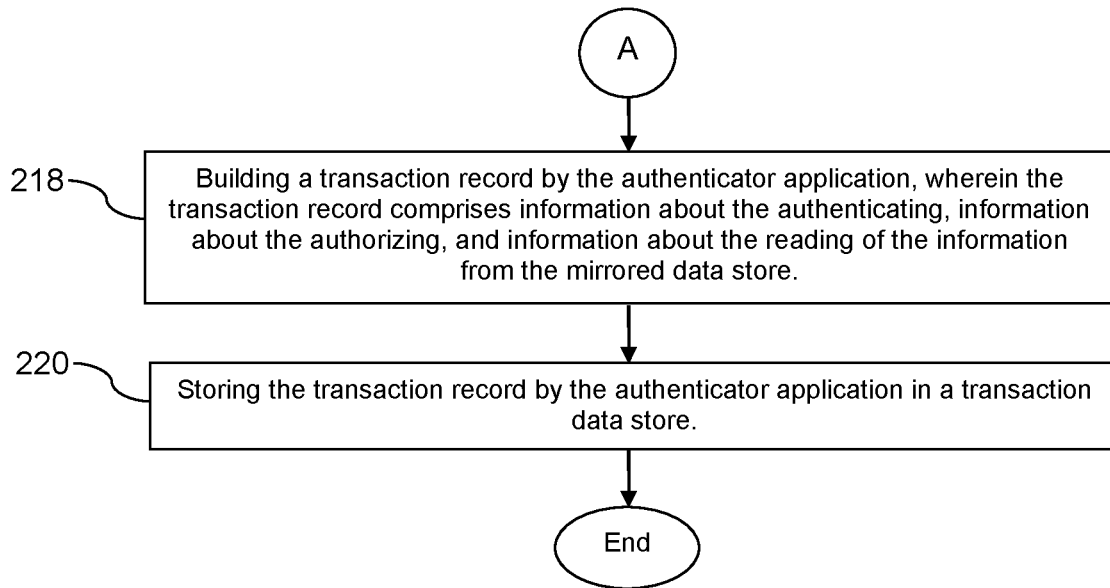 A
218
Building a transaction record by the authenticator application, wherein the
transaction record comprises information about the authenticating, information
about the authorizing, and information about the reading of the information
from the mirrored data store.
220
Storing the transaction record by the authenticator application in a transaction
data store.
End